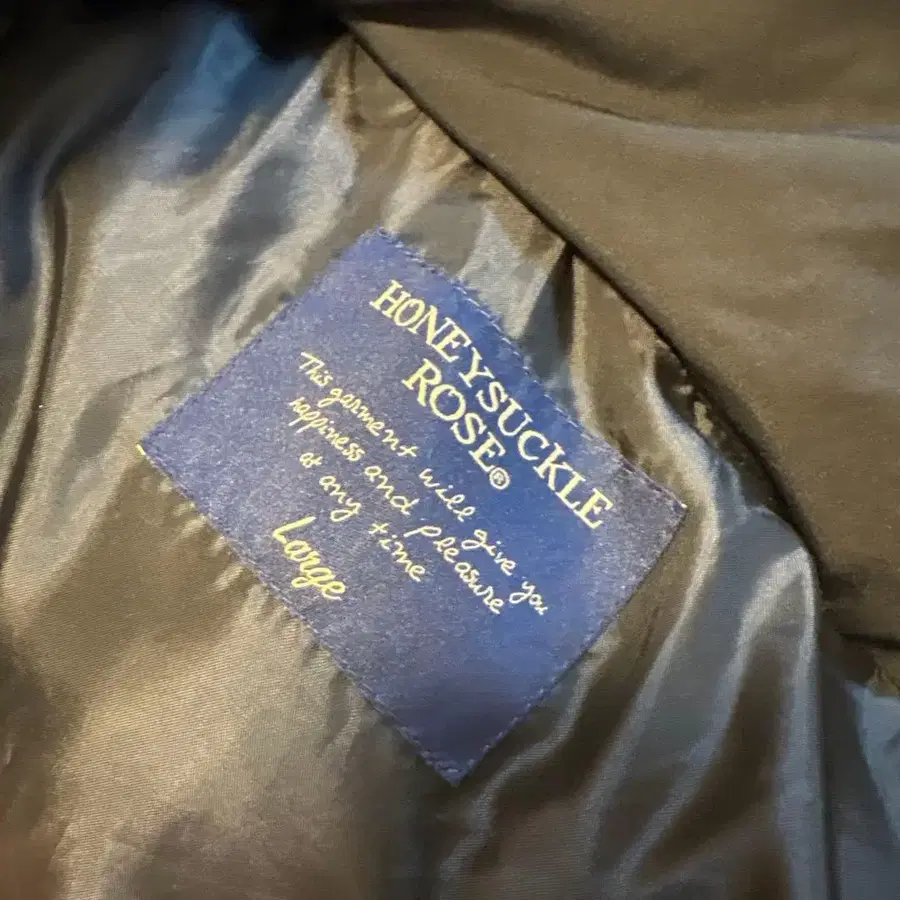 HONEYSUCKLE
ROSE®
This garment will give you
happiness and pleasure
at any time
Large